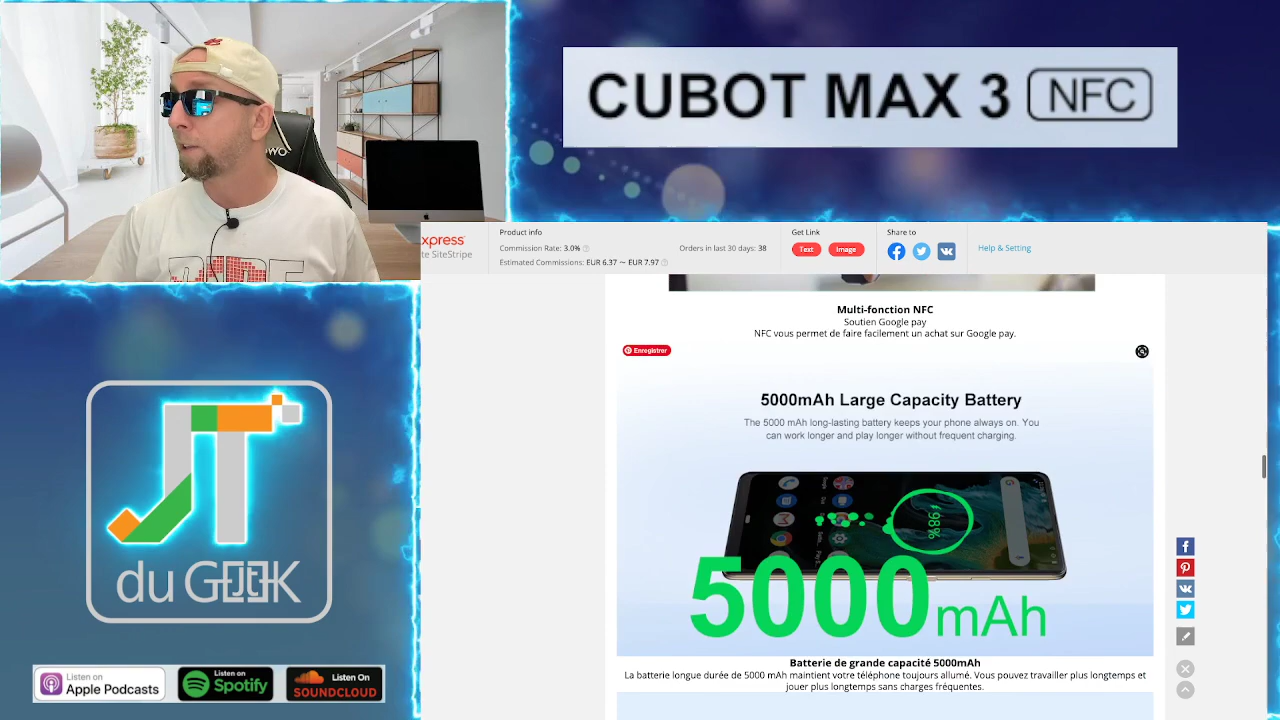 CUBOT MAX 3 NFC
xpress
te SiteStripe
Product info
Commission Rate: 3.0%
Orders in last 30 days: 38
Estimated Commissions: EUR 6.37 ~ EUR 7.97
Get Link
Text
Image
Share to
Help & Setting
Multi-fonction NFC
Soutien Google pay
NFC vous permet de faire facilement un achat sur Google pay.
Enregistrer
5000mAh Large Capacity Battery
The 5000 mAh long-lasting battery keeps your phone always on. You
can work longer and play longer without frequent charging.
98%
5000mAh
Batterie de grande capacité 5000mAh
La batterie longue durée de 5000 mAh maintient votre téléphone toujours allumé. Vous pouvez travailler plus longtemps et
jouer plus longtemps sans charges fréquentes.
JT
du GEEK
Listen on
Apple Podcasts
Listen on
Spotify
Listen On
SOUNDCLOUD